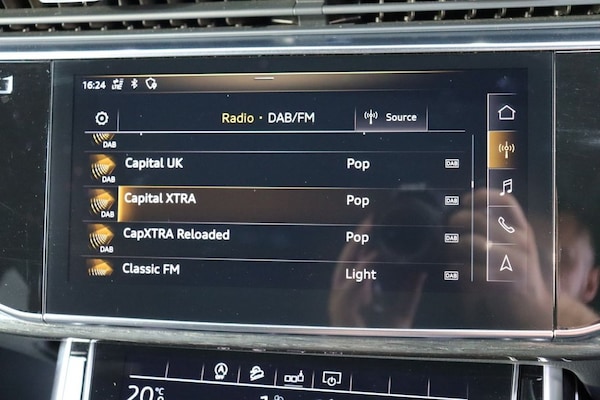 16:24 LTE
Radio · DAB/FM
Source
DAB
Capital UK Pop DAB
DAB
Capital XTRA Pop DAB
DAB
CapXTRA Reloaded Pop DAB
DAB
Classic FM Light DAB
A
20 °C